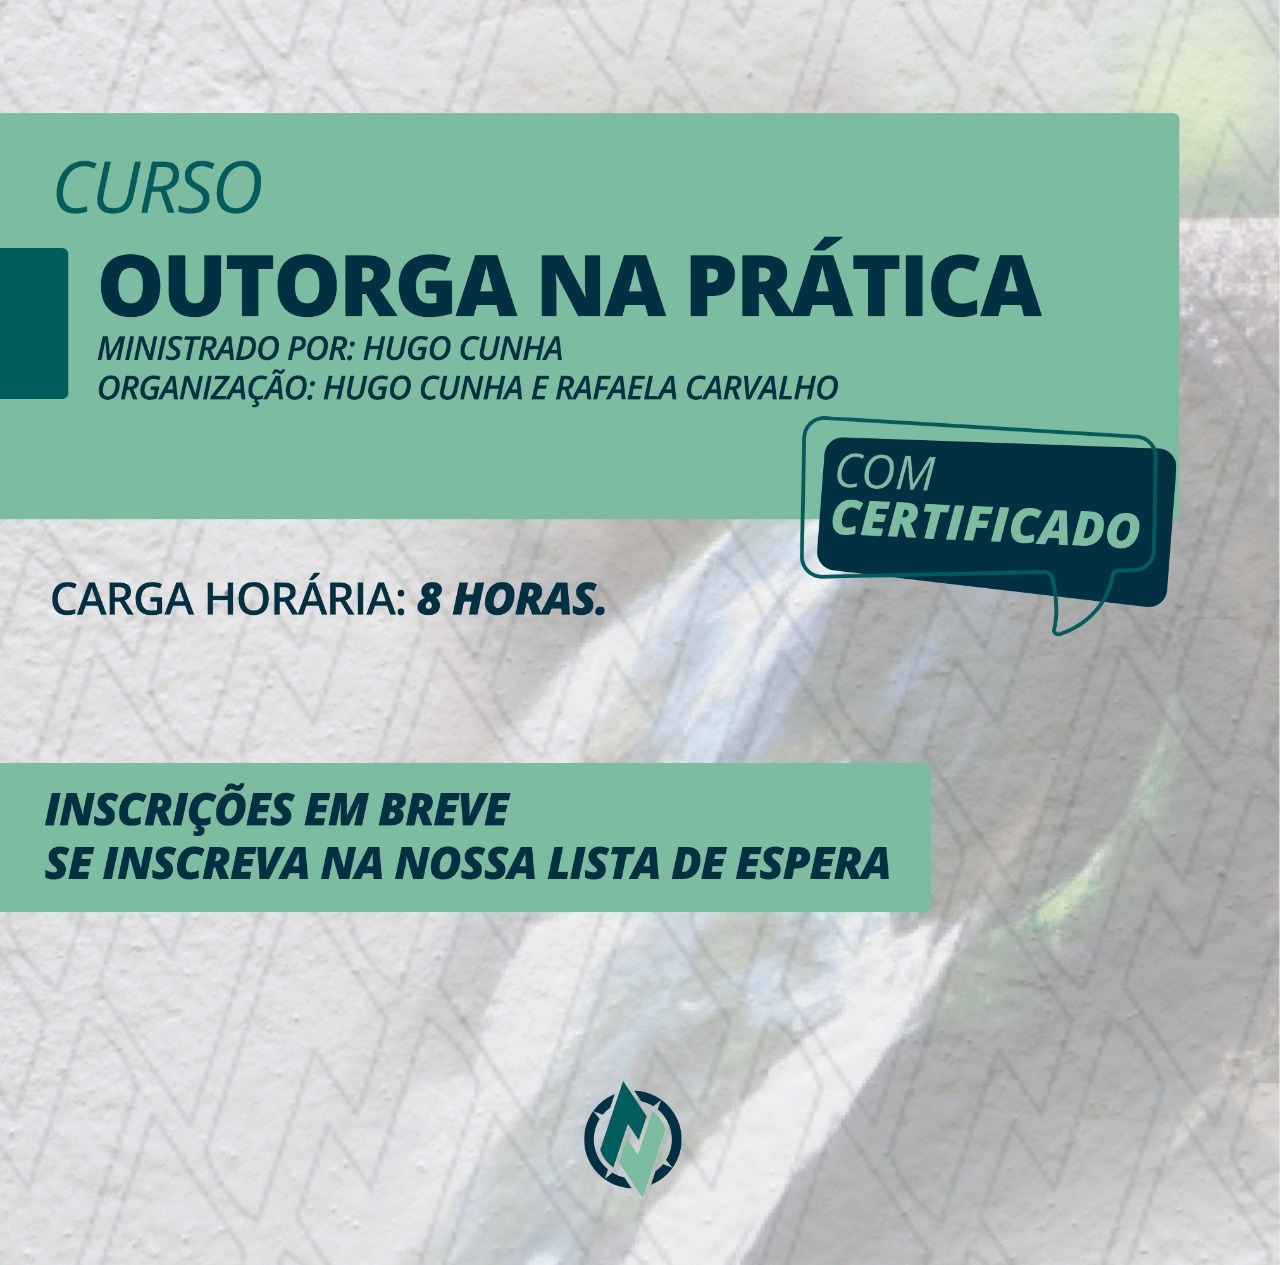 CURSO
OUTORGA NA PRÁTICA
MINISTRADO POR: HUGO CUNHA
ORGANIZAÇÃO: HUGO CUNHA E RAFAELA CARVALHO
COM
CERTIFICADO
CARGA HORÁRIA: 8 HORAS.
INSCRIÇÕES EM BREVE
SE INSCREVA NA NOSSA LISTA DE ESPERA